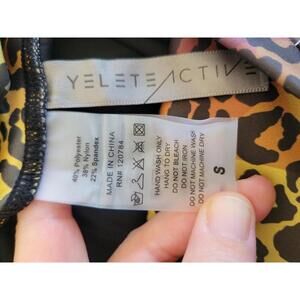 YELETE ACTIVE
40% Polyester
38% Nylon
22% Spandex
MADE IN CHINA
RN# 120784
HAND WASH ONLY
HANG TO DRY
DO NOT BLEACH
DO NOT IRON
DO NOT MACHINE DRY
DO NOT MACHINE WASH
S